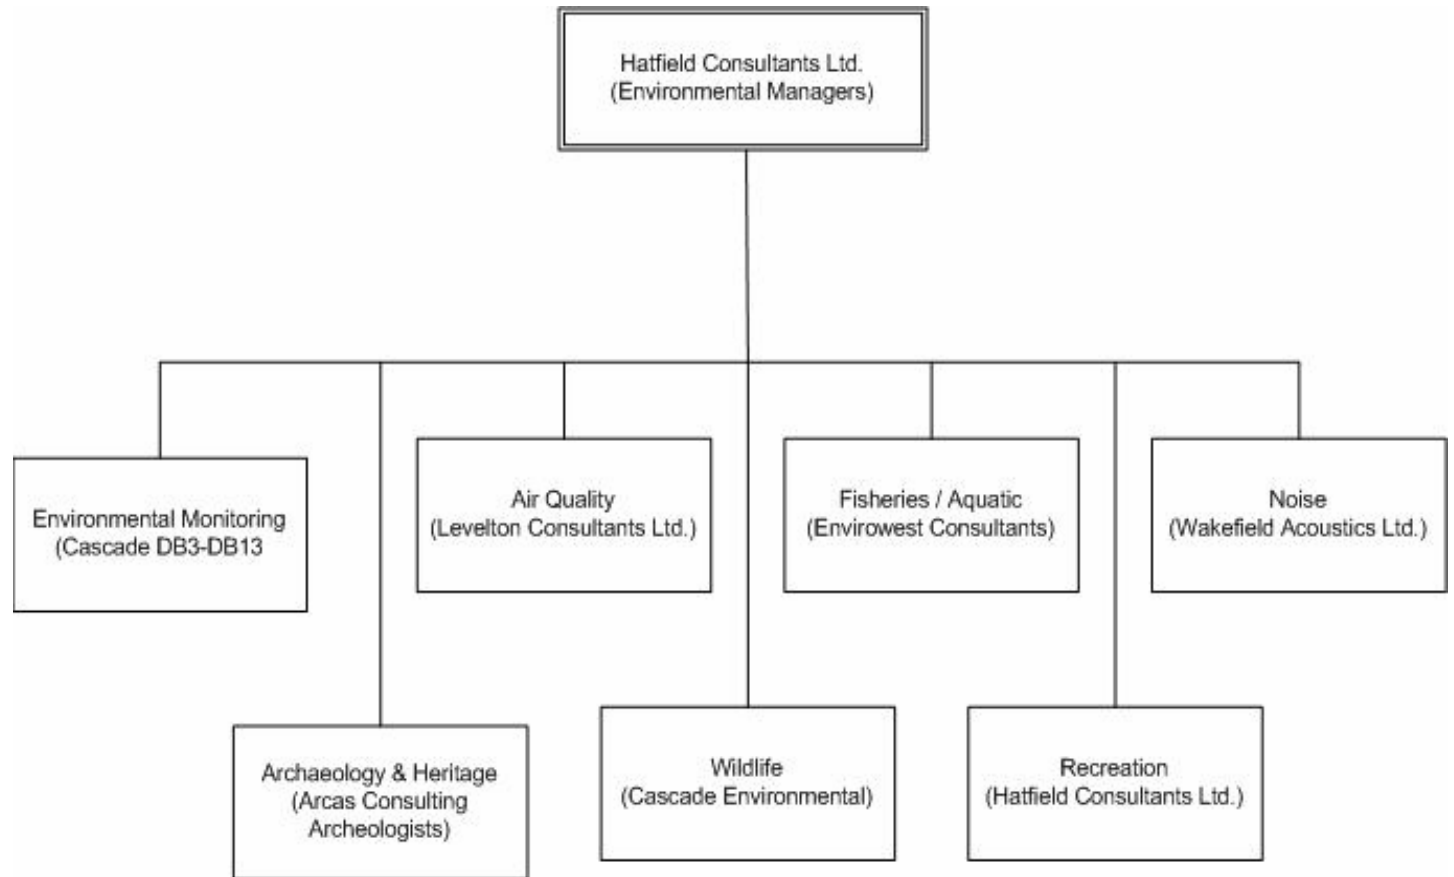 Hatfield Consultants Ltd.
(Environmental Managers)
Environmental Monitoring
(Cascade DB3-DB13
Air Quality
(Levelton Consultants Ltd.)
Fisheries / Aquatic
(Envirowest Consultants)
Noise
(Wakefield Acoustics Ltd.)
Archaeology & Heritage
(Arcas Consulting
Archeologists)
Wildlife
(Cascade Environmental)
Recreation
(Hatfield Consultants Ltd.)